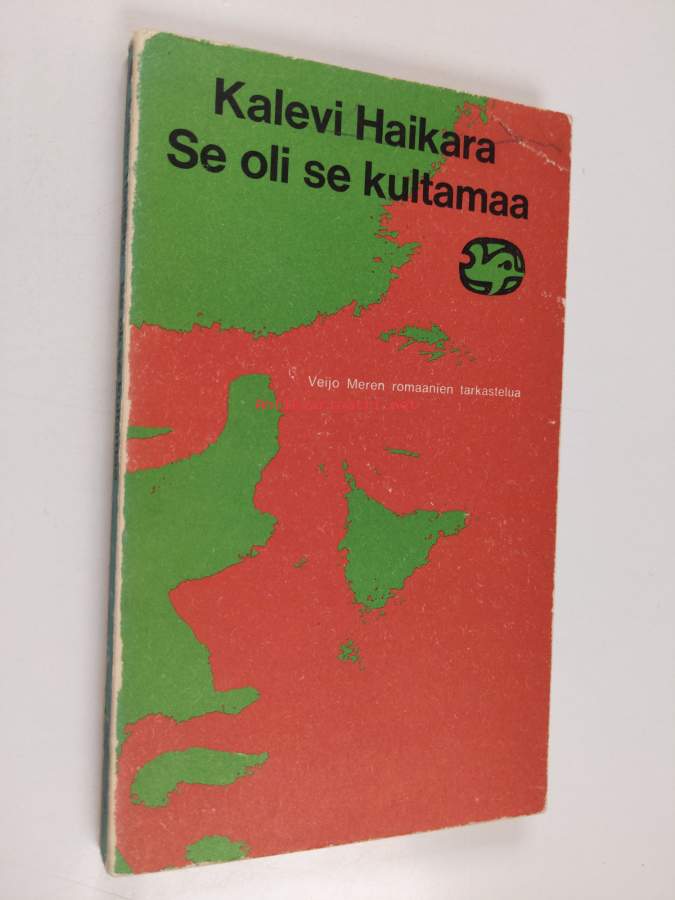 Kalevi Haikara
Se oli se kultamaa
Veijo Meren romaanien tarkastelua